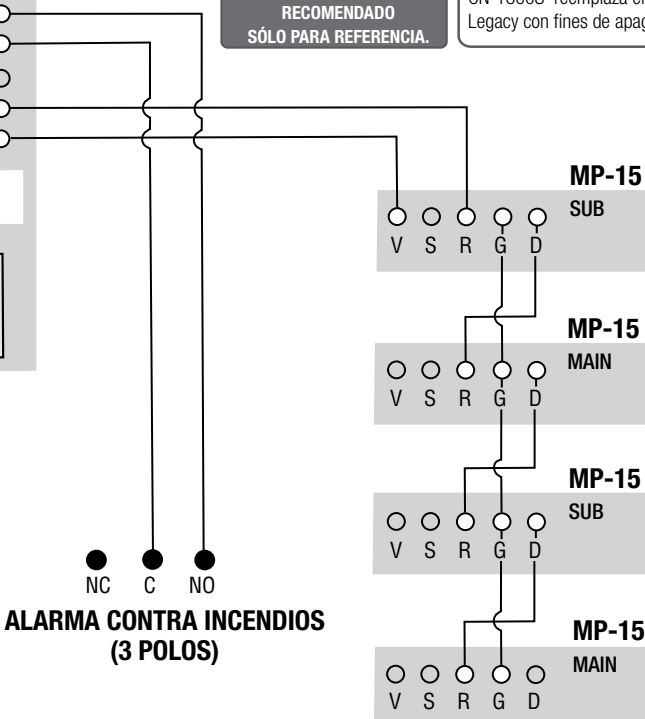 RECOMENDADO
SÓLO PARA REFERENCIA.
Legacy con fines de
MP-15
SUB
V S R G D
MP-15
MAIN
V S R G D
MP-15
SUB
V S R G D
MP-15
MAIN
V S R G D
NC C NO
ALARMA CONTRA INCENDIOS
(3 POLOS)